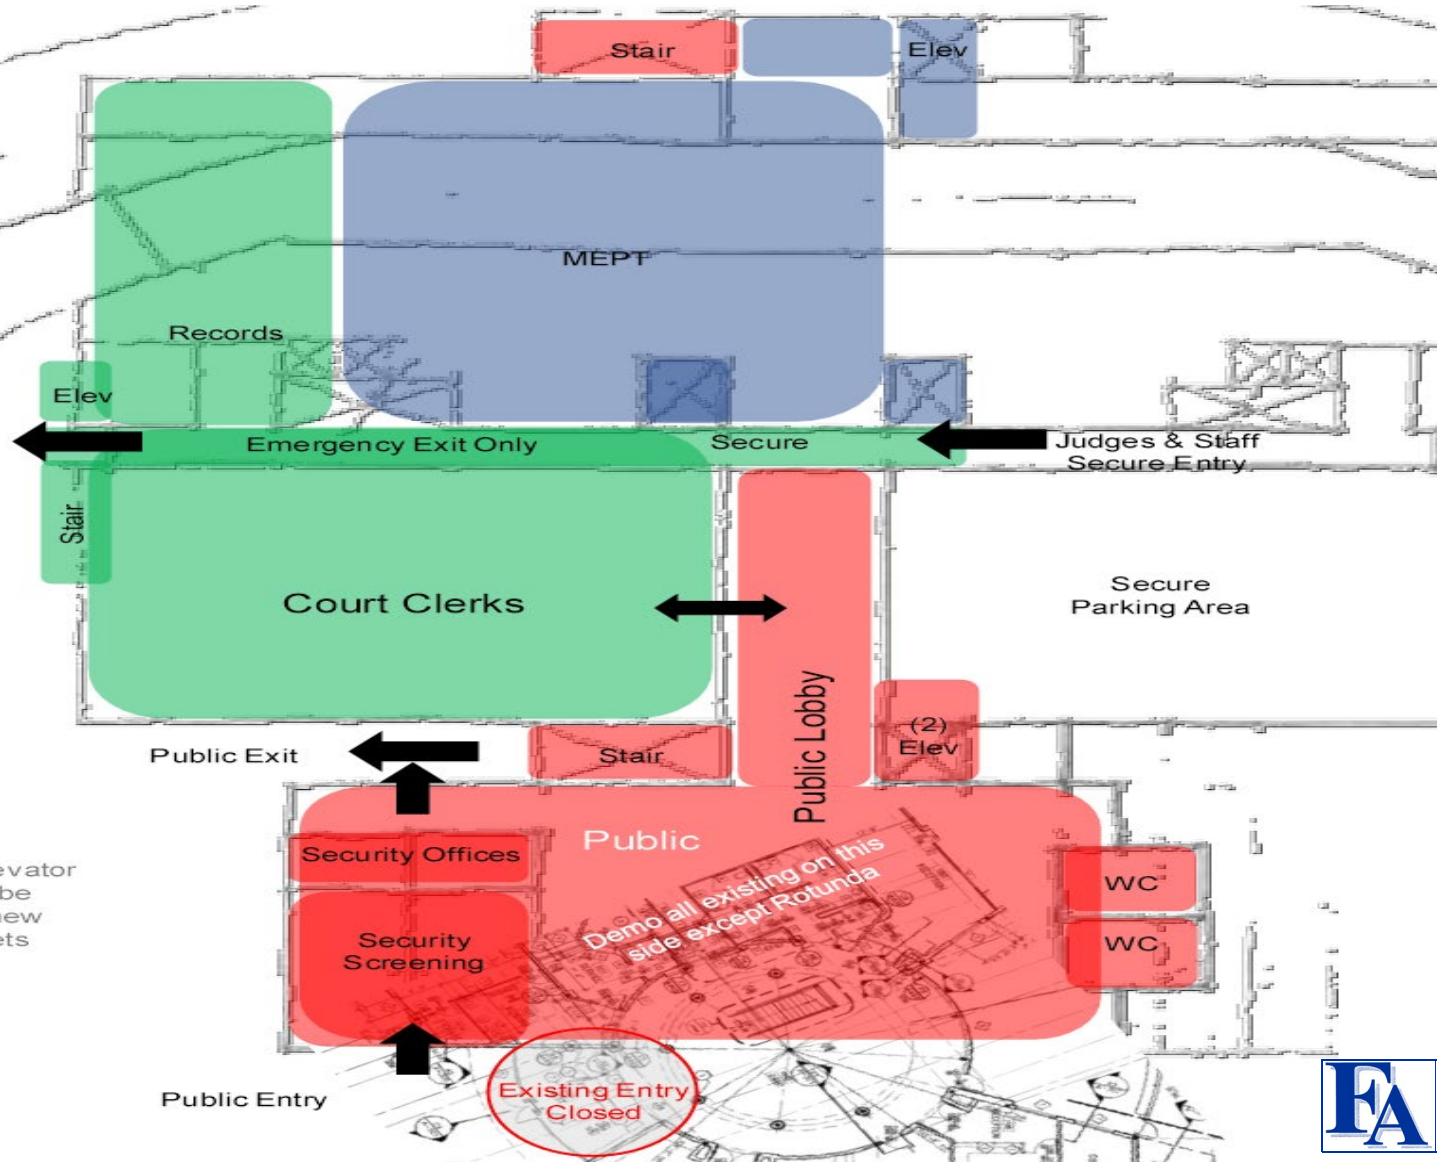 Stair
Elev
MEPT
Records
Elev
Emergency Exit Only
Secure
Judges & Staff
Secure Entry
Stair
Court Clerks
Secure
Parking Area
Public Lobby
(2)
Elev
Public Exit
Stair
Public
Security Offices
Demo all existing on this
side except Rotunda
WC
evator
be
new
ets
Security
Screening
WC
Existing Entry
Closed
Public Entry
FA